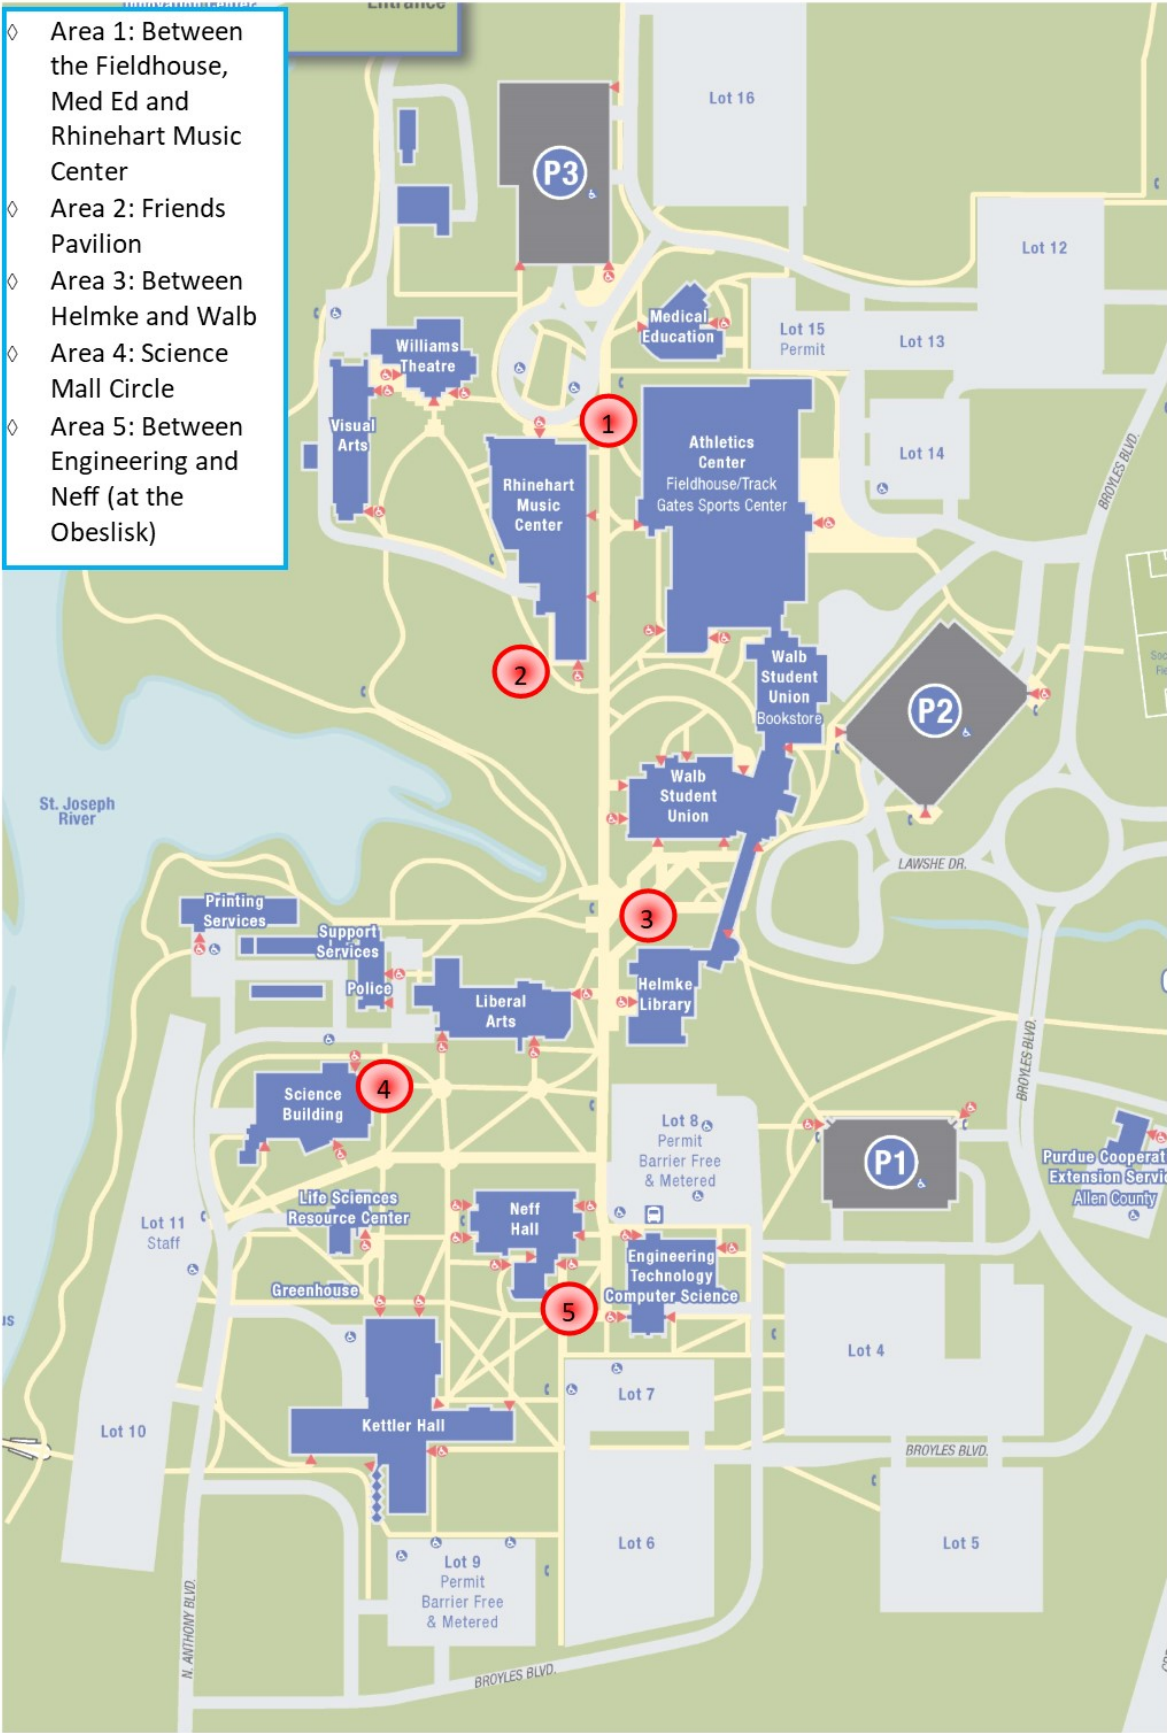 Innovation Center
Entrance
◊ Area 1: Between
the Fieldhouse,
Med Ed and
Rhinehart Music
Center
◊ Area 2: Friends
Pavilion
◊ Area 3: Between
Helmke and Walb
◊ Area 4: Science
Mall Circle
◊ Area 5: Between
Engineering and
Neff (at the
Obeslisk)
Lot 16
P3
Lot 12
Medical
Education
Lot 15
Permit
Lot 13
Williams
Theatre
Visual
Arts
1
Athletics
Center
Fieldhouse/Track
Gates Sports Center
Lot 14
BROYLES BLVD.
Rhinehart
Music
Center
2
Walb
Student
Union
Bookstore
P2
Walb
Student
Union
St. Joseph
River
LAWSHE DR.
Printing
Services
3
Support
Services
Police
Liberal
Arts
Helmke
Library
BROYLES BLVD.
4
Science
Building
Lot 8
Permit
Barrier Free
& Metered
P1
Purdue Cooperat
Extension Servic
Allen County
Life Sciences
Resource Center
Neff
Hall
Lot 11
Staff
Engineering
Technology
Computer Science
Greenhouse
5
Lot 4
Lot 7
Kettler Hall
Lot 10
BROYLES BLVD.
Lot 6
Lot 5
Lot 9
Permit
Barrier Free
& Metered
N. ANTHONY BLVD.
BROYLES BLVD.